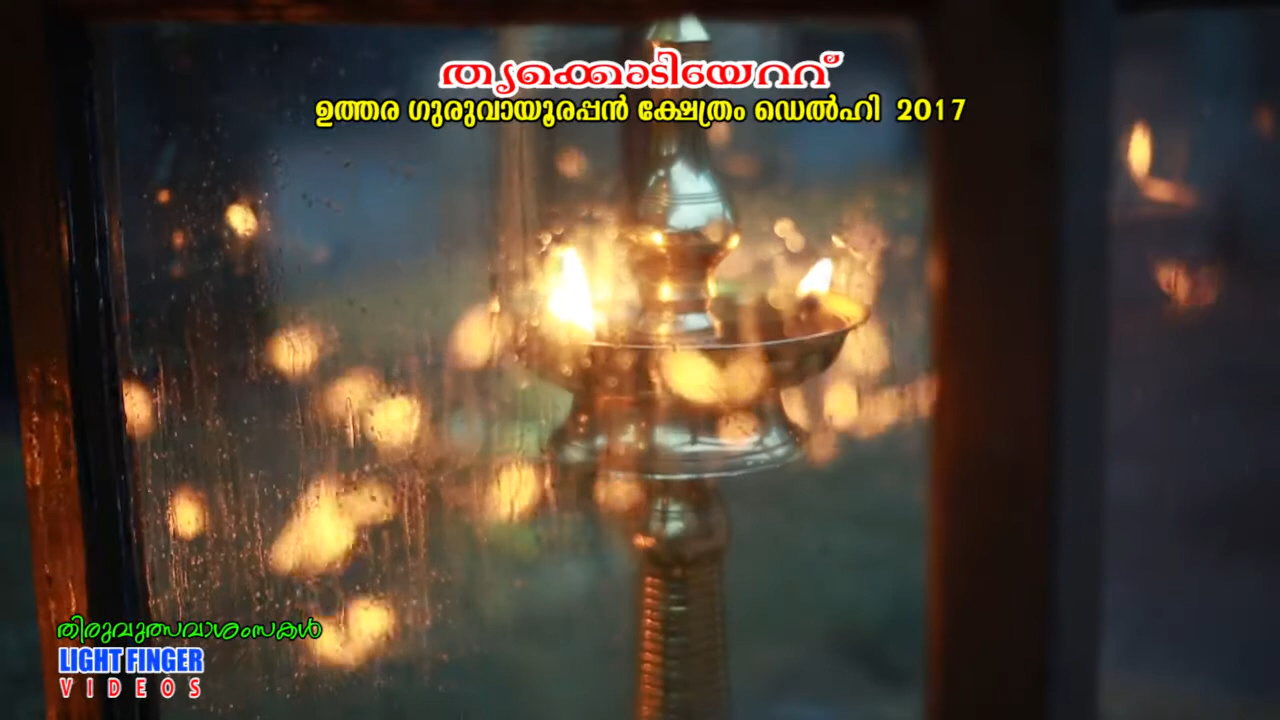 തൃക്കൊടിയേററ്
ഉത്തര ഗുരുവായൂരപ്പൻ ക്ഷേത്രം ഡെൽഹി 2017
തിരുവുത്സവാശംസകൾ
LIGHT FINGER
VIDEOS